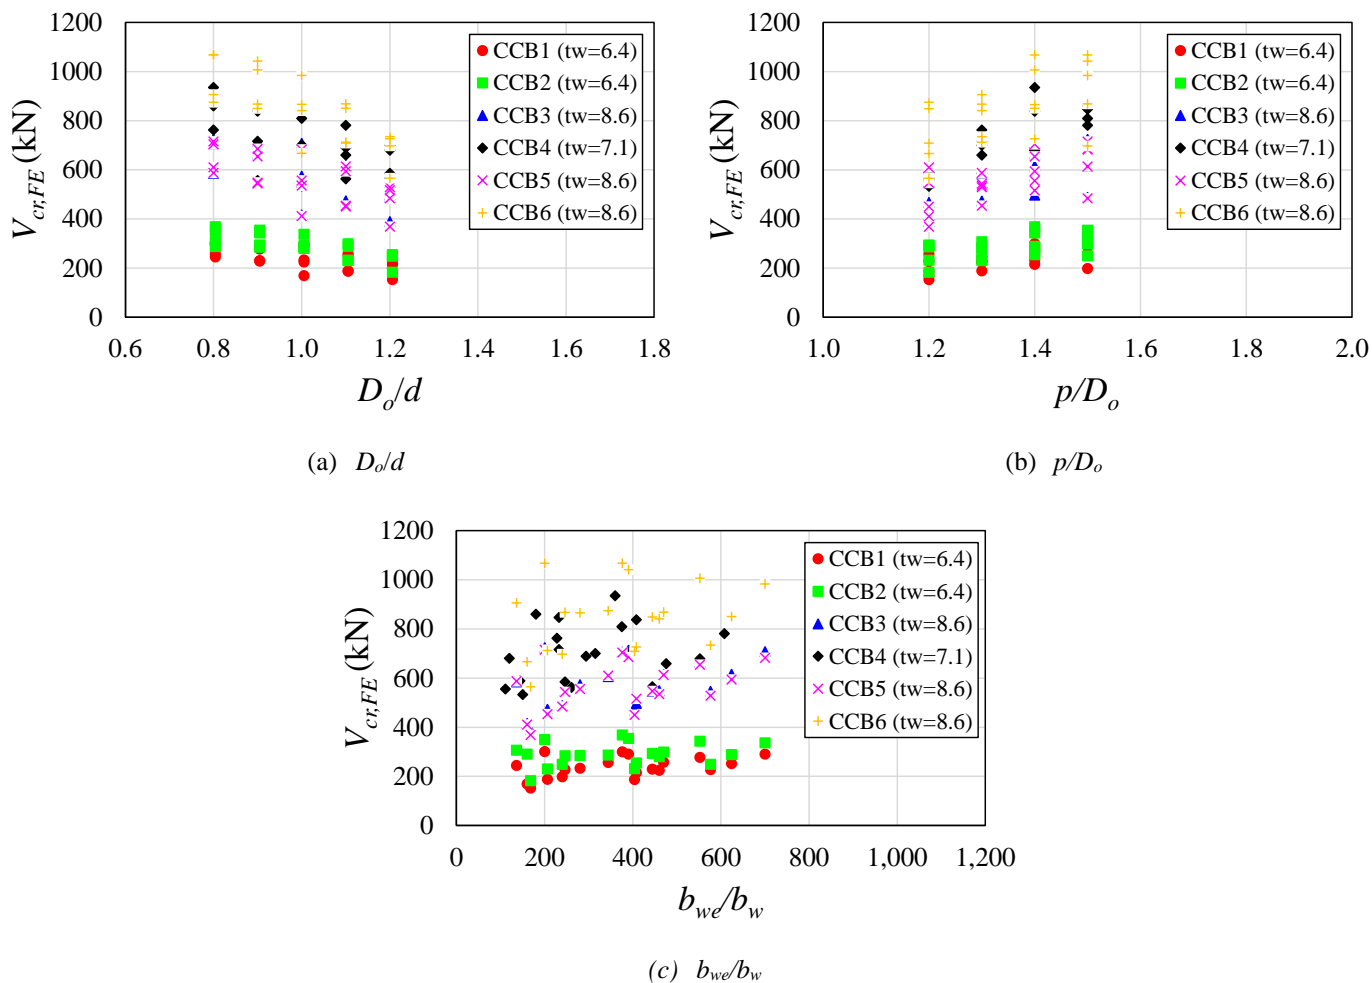 1200
1000
800
600
400
200
0
V_cr,FE (kN)
0.6 0.8 1.0 1.2 1.4 1.6 1.8
D_o/d
CCB1 (tw=6.4)
CCB2 (tw=6.4)
CCB3 (tw=8.6)
CCB4 (tw=7.1)
CCB5 (tw=8.6)
CCB6 (tw=8.6)
(a) D_o/d
1200
1000
800
600
400
200
0
V_cr,FE (kN)
1.0 1.2 1.4 1.6 1.8 2.0
p/D_o
CCB1 (tw=6.4)
CCB2 (tw=6.4)
CCB3 (tw=8.6)
CCB4 (tw=7.1)
CCB5 (tw=8.6)
CCB6 (tw=8.6)
(b) p/D_o
1200
1000
800
600
400
200
0
V_cr,FE (kN)
0 200 400 600 800 1,000 1,200
b_we/b_w
CCB1 (tw=6.4)
CCB2 (tw=6.4)
CCB3 (tw=8.6)
CCB4 (tw=7.1)
CCB5 (tw=8.6)
CCB6 (tw=8.6)
(c) b_we/b_w